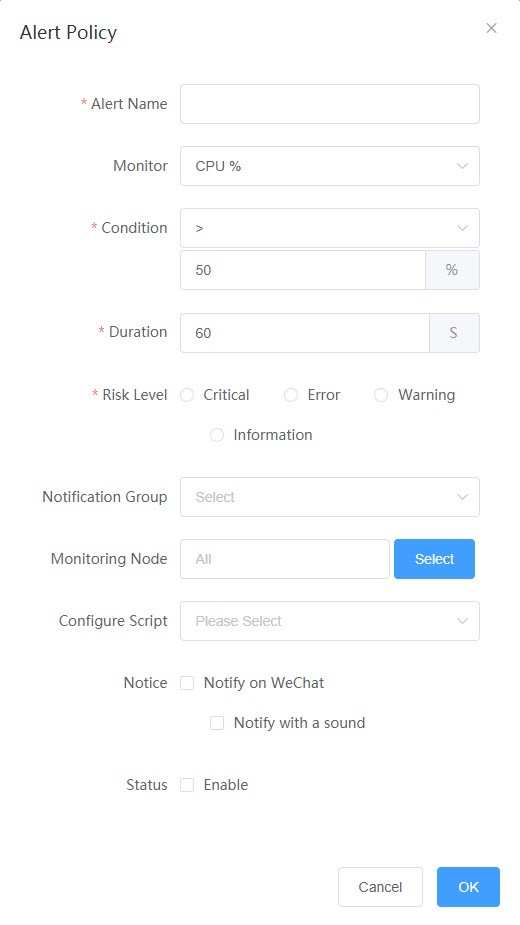 Alert Policy
* Alert Name
Monitor CPU %
* Condition >
50 %
* Duration 60 S
* Risk Level Critical Error Warning
Information
Notification Group Select
Monitoring Node All Select
Configure Script Please Select
Notice Notify on WeChat
Notify with a sound
Status Enable
Cancel OK